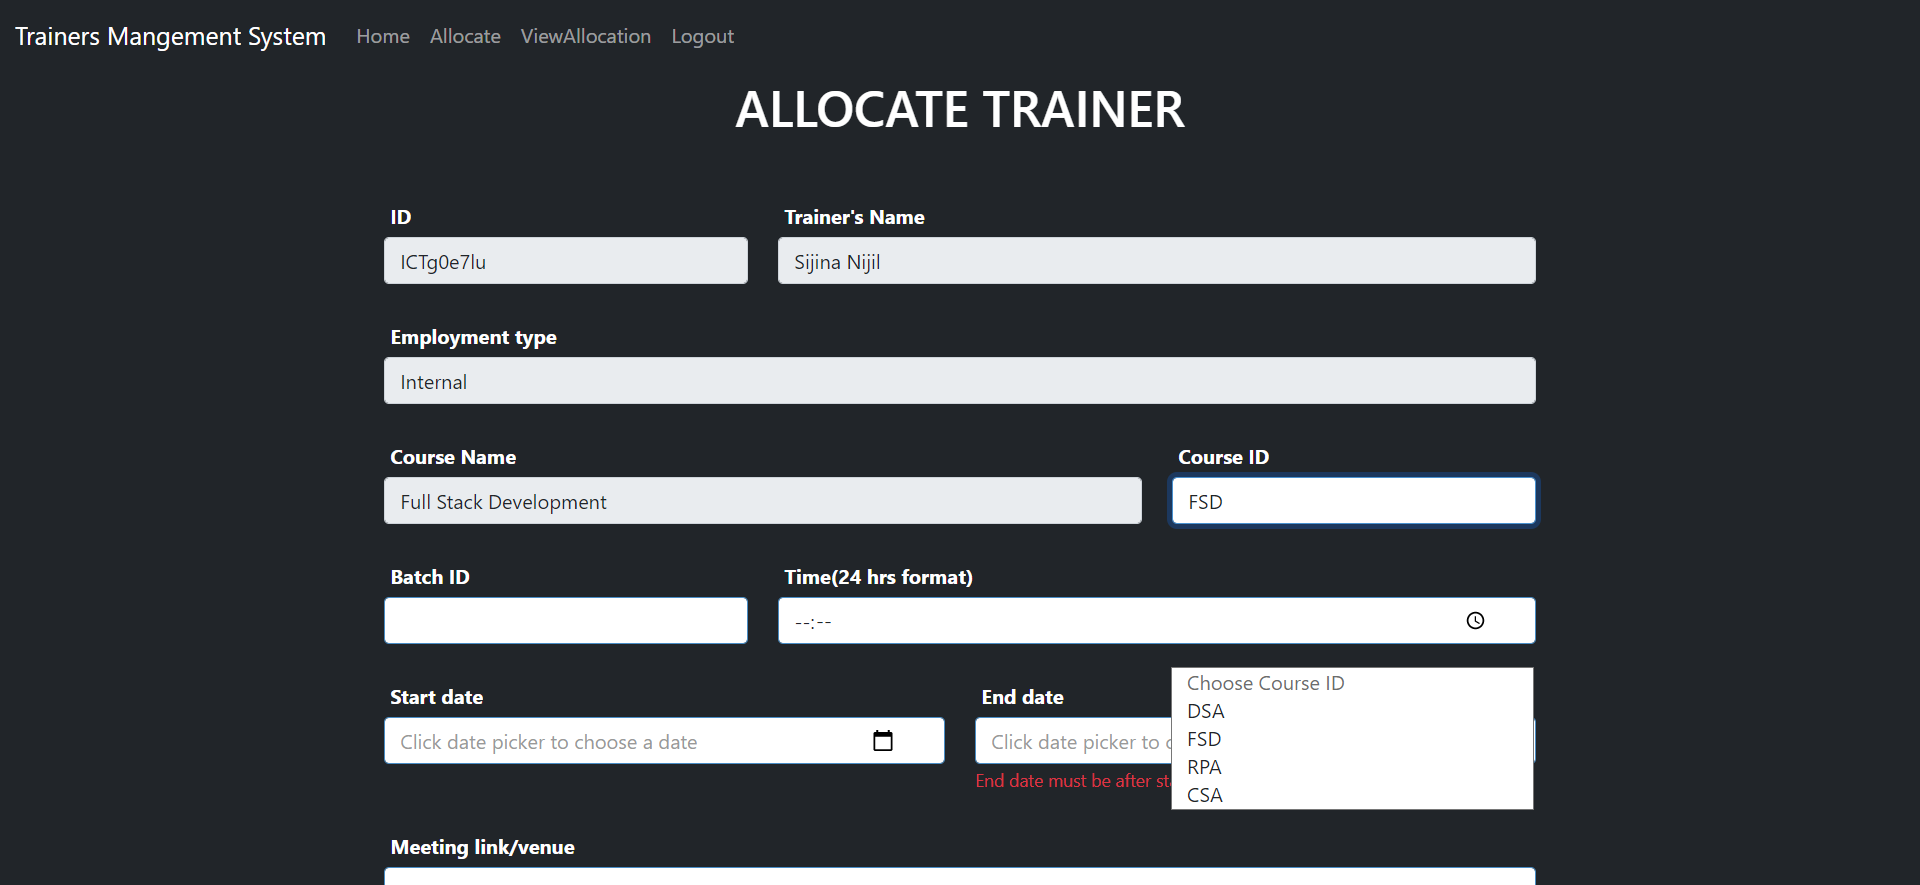 Trainers Mangement System Home Allocate ViewAllocation Logout
ALLOCATE TRAINER
ID Trainer's Name
ICTg0e7lu Sijina Nijil
Employment type
Internal
Course Name Course ID
Full Stack Development FSD
Batch ID Time(24 hrs format)
--:--
Start date End date
Click date picker to choose a date Click date picker to
End date must be after
Choose Course ID
DSA
FSD
RPA
CSA
Meeting link/venue